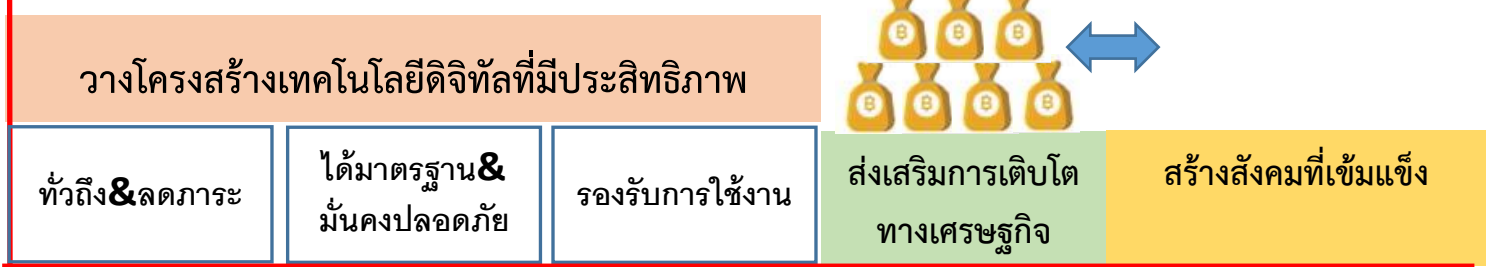 วางโครงสร้างเทคโนโลยีดิจิทัลที่มีประสิทธิภาพ
ทั่วถึง&ลดภาระ
ได้มาตรฐาน&
มั่นคงปลอดภัย
รองรับการใช้งาน
ส่งเสริมการเติบโต
ทางเศรษฐกิจ
สร้างสังคมที่เข้มแข็ง